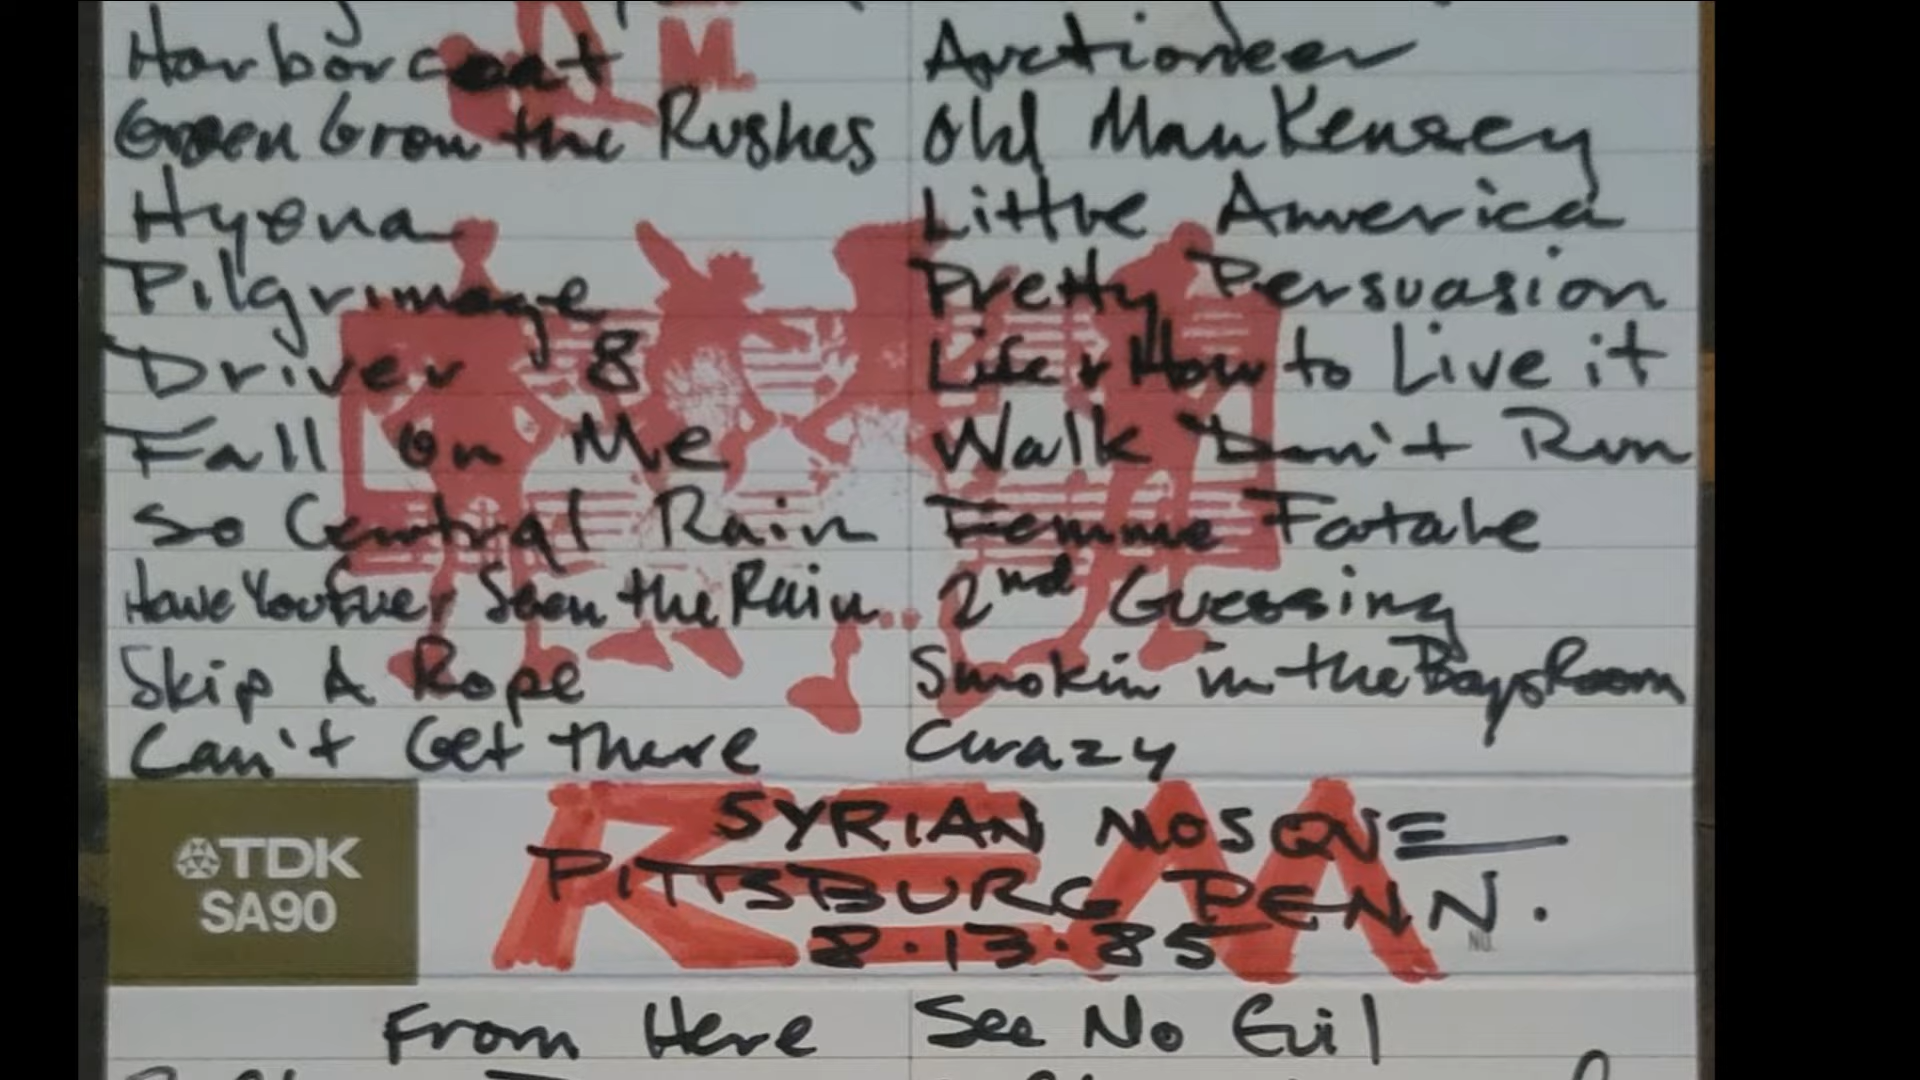 M.
Harborcoat
Green Grow the Rushes
Hyena
Pilgrimage
Driver 8
Fall on Me
So Central Rain
Have You Ever Seen the Rain
Skip A Rope
Can't Get there
Auctioneer
Old Man Kensey
Little America
Pretty Persuasion
Life & How to Live it
Walk Don't Run
Femme Fatale
2nd Guessing
Smokin in the Boys Room
Crazy
TDK
SA90
R.E.M
SYRIAN MOSQUE
PITTSBURG PENN.
8.13.85
NO.
From Here
See No Evil